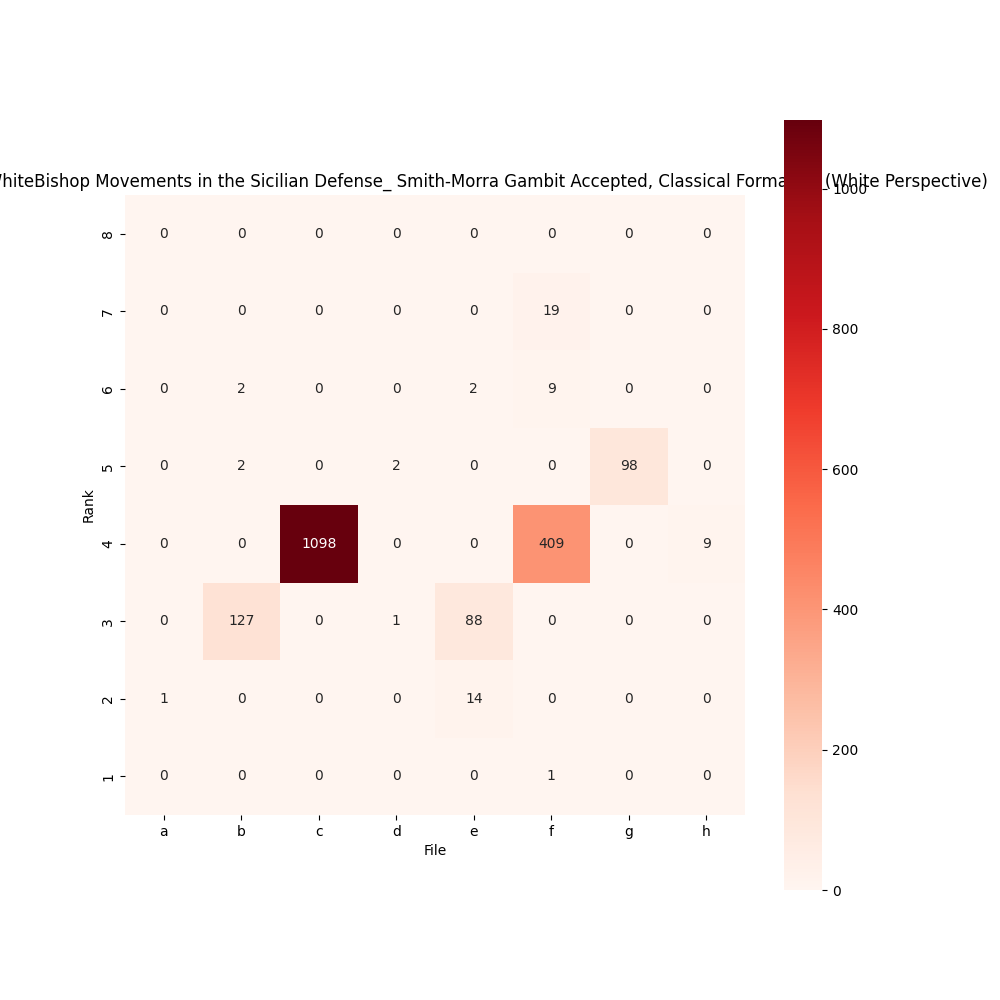 hiteBishop Movements in the Sicilian Defense_ Smith-Morra Gambit Accepted, Classical Forma (White Perspective)
1000
8 0 0 0 0 0 0 0 0
7 0 0 0 0 0 19 0 0
800
6 0 2 0 0 2 9 0 0
5 0 2 0 2 0 0 98 0
600
Rank
4 0 0 1098 0 0 409 0 9
400
3 0 127 0 1 88 0 0 0
2 1 0 0 0 14 0 0 0
200
1 0 0 0 0 0 1 0 0
a b c d e f g h
File
0